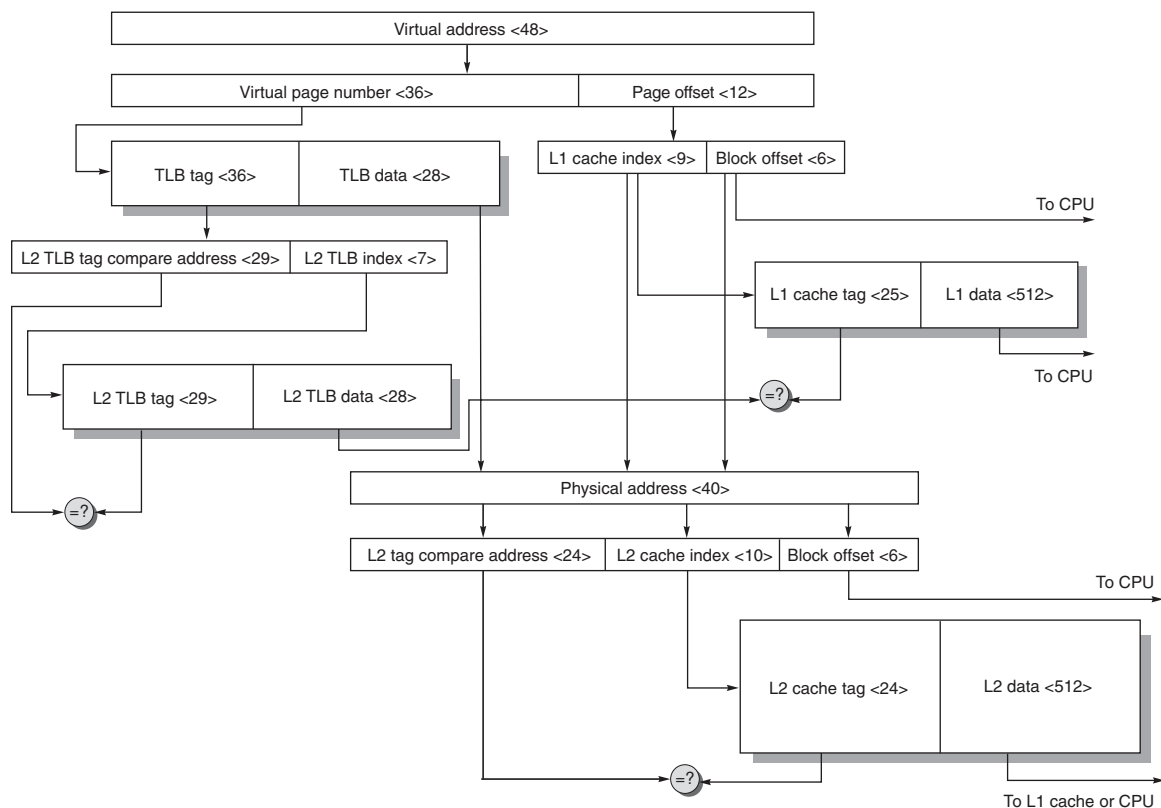 Virtual address <48>
Virtual page number <36>
Page offset <12>
TLB tag <36>
TLB data <28>
L1 cache index <9>
Block offset <6>
To CPU
L2 TLB tag compare address <29>
L2 TLB index <7>
L1 cache tag <25>
L1 data <512>
To CPU
L2 TLB tag <29>
L2 TLB data <28>
=?
Physical address <40>
=?
L2 tag compare address <24>
L2 cache index <10>
Block offset <6>
To CPU
L2 cache tag <24>
L2 data <512>
=?
To L1 cache or CPU